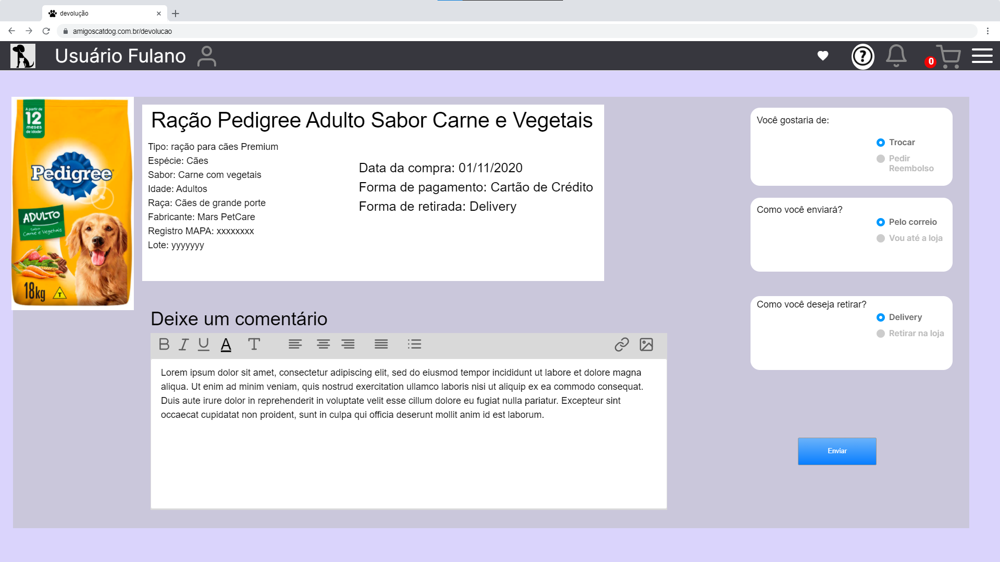 devolução
amigoscatdog.com.br/devolucao
Usuário Fulano
?
0
A partir de
12
meses
de idade*
Pedigree
ADULTO
Sabor
Carne e Vegetais
18kg
T
Ração Pedigree Adulto Sabor Carne e Vegetais
Tipo: ração para cães Premium
Espécie: Cães
Sabor: Carne com vegetais
Idade: Adultos
Raça: Cães de grande porte
Fabricante: Mars PetCare
Registro MAPA: xxxxxxxx
Lote: yyyyyyy
Data da compra: 01/11/2020
Forma de pagamento: Cartão de Crédito
Forma de retirada: Delivery
Você gostaria de:
Trocar
Pedir
Reembolso
Como você enviará?
Pelo correio
Vou até a loja
Como você deseja retirar?
Delivery
Retirar na loja
Deixe um comentário
B I U A T
Lorem ipsum dolor sit amet, consectetur adipiscing elit, sed do eiusmod tempor incididunt ut labore et dolore magna
aliqua. Ut enim ad minim veniam, quis nostrud exercitation ullamco laboris nisi ut aliquip ex ea commodo consequat.
Duis aute irure dolor in reprehenderit in voluptate velit esse cillum dolore eu fugiat nulla pariatur. Excepteur sint
occaecat cupidatat non proident, sunt in culpa qui officia deserunt mollit anim id est laborum.
Enviar